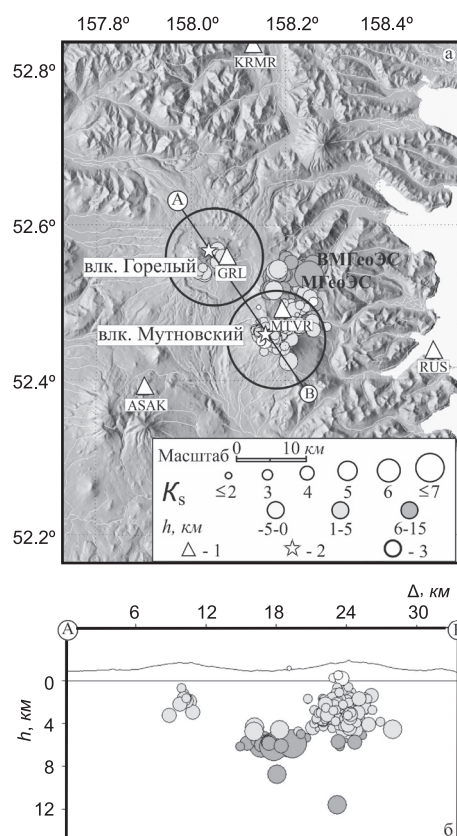 157.8° 158.0° 158.2° 158.4°
а
52.8°
KRMR
52.6°
А
ВМГеоЭС
МГеоЭС
влк. Горелый
GRL
влк. Мутновский
MTVR
RUS
52.4°
В
ASAK
Масштаб 0 10 км
Ks ≤2 3 4 5 6 ≤7
h, км -5-0 1-5 6-15
- 1 - 2 - 3
52.2°
Δ, км
А 6 12 18 24 30
h, км
0
4
8
12
б